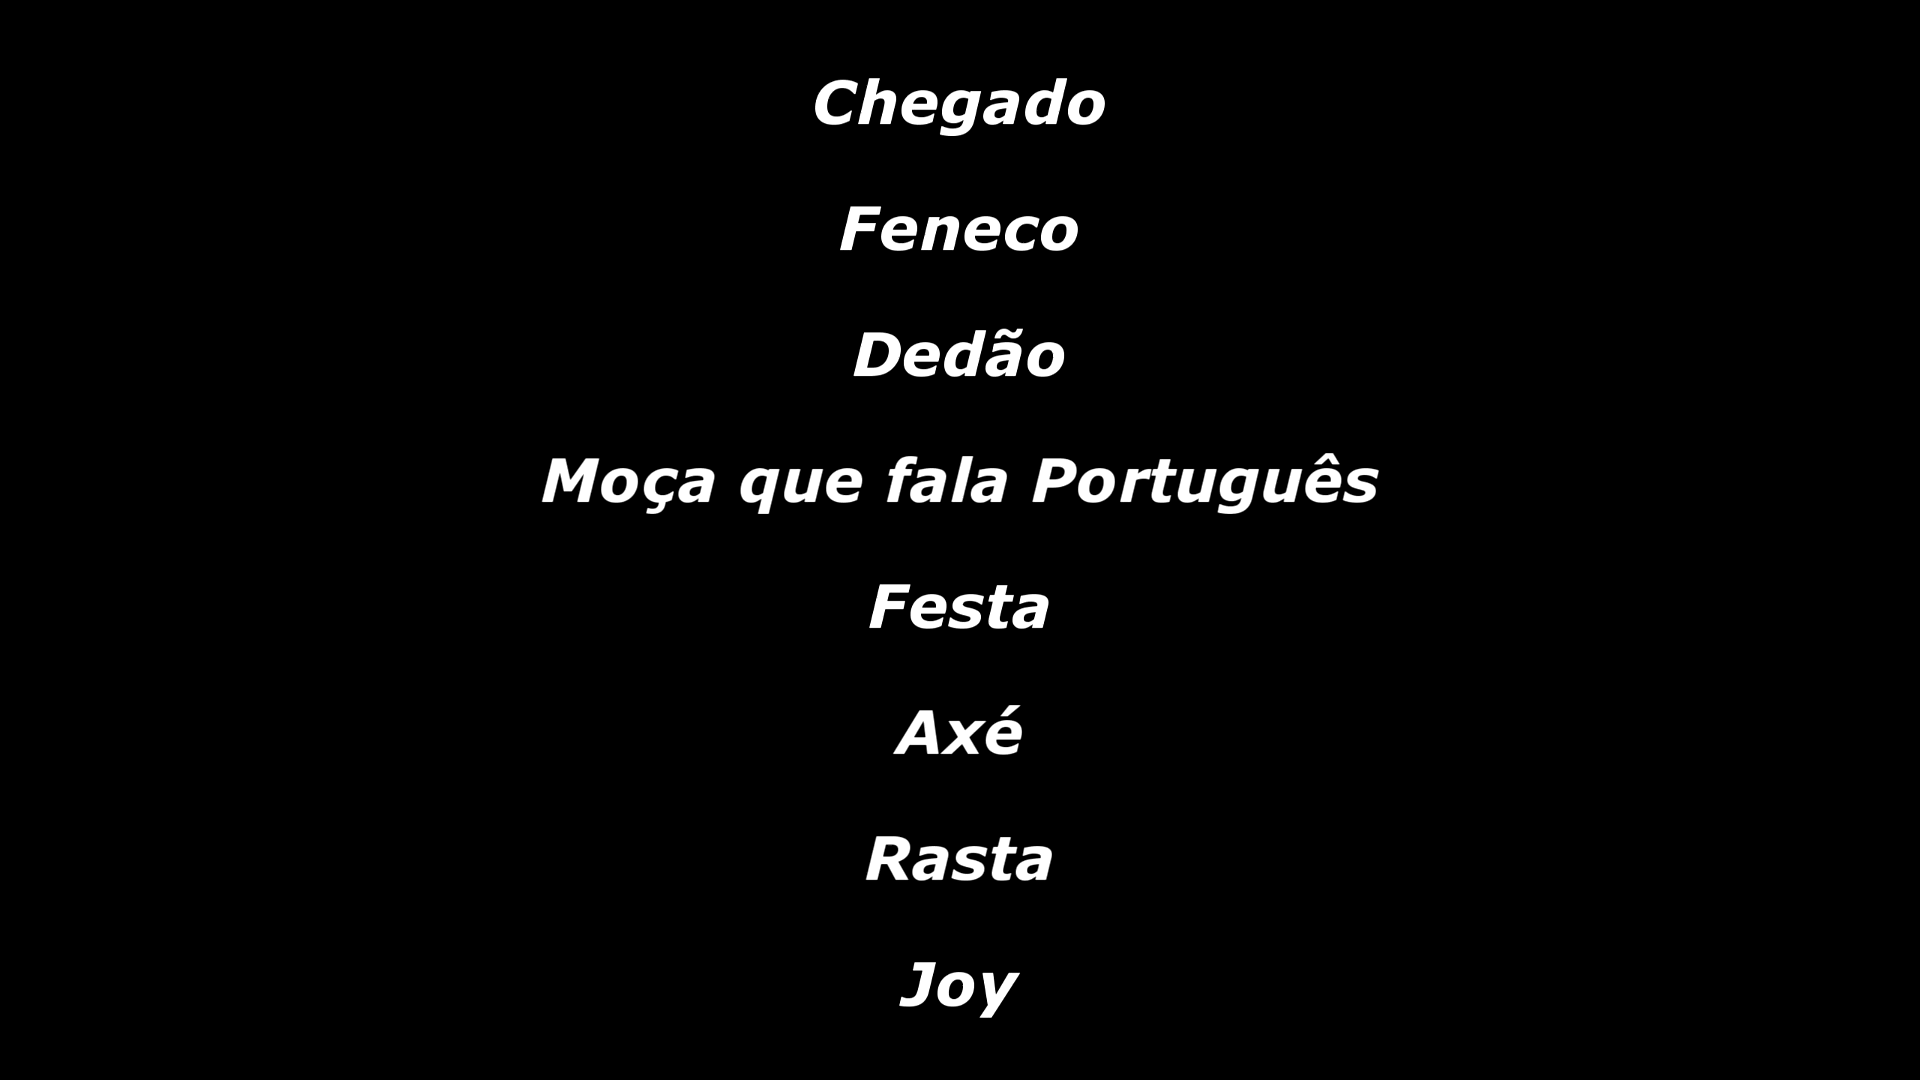 Chegado
Feneco
Dedão
Moça que fala Português
Festa
Axé
Rasta
Joy